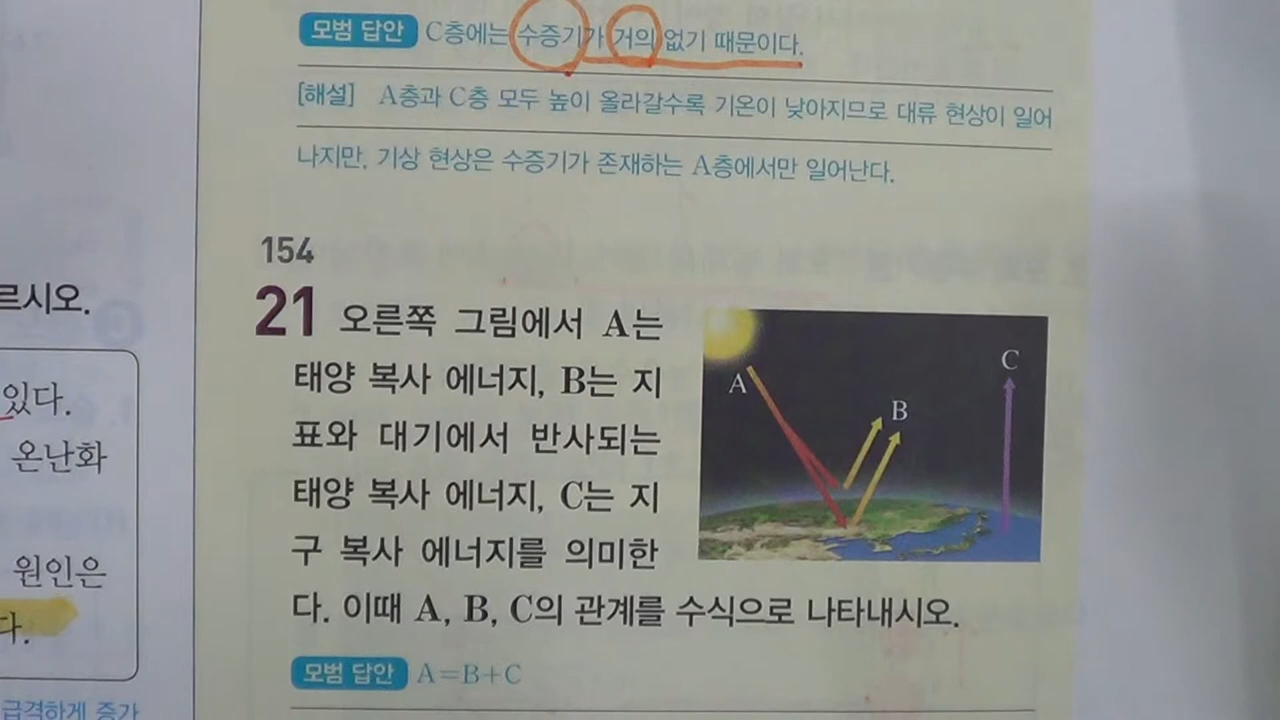 모범 답안 C층에는 수증기가 거의 없기 때문이다.
[해설] A층과 C층 모두 높이 올라갈수록 기온이 낮아지므로 대류 현상이 일어
나지만, 기상 현상은 수증기가 존재하는 A층에서만 일어난다.
르시오.
있다.
온난화
원인은
다.
급격하게 증가
154
21 오른쪽 그림에서 A는
태양 복사 에너지, B는 지
표와 대기에서 반사되는
태양 복사 에너지, C는 지
구 복사 에너지를 의미한
다. 이때 A, B, C의 관계를 수식으로 나타내시오.
A
B
C
모범 답안 A=B+C